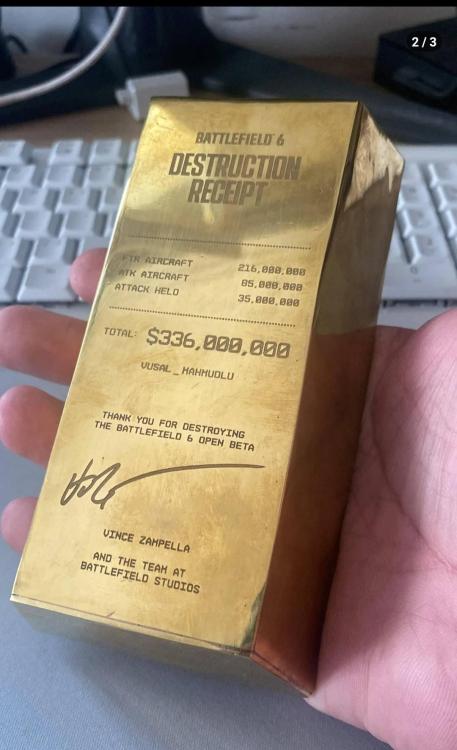 2/3
BATTLEFIELD 6
DESTRUCTION
RECEIPT
FTR AIRCRAFT 216,000,000
ATK AIRCRAFT 85,000,000
ATTACK HELO 35,000,000
TOTAL: $336,000,000
VUSAL_MAHMUDLU
THANK YOU FOR DESTROYING
THE BATTLEFIELD 6 OPEN BETA
VINCE ZAMPELLA
AND THE TEAM AT
BATTLEFIELD STUDIOS